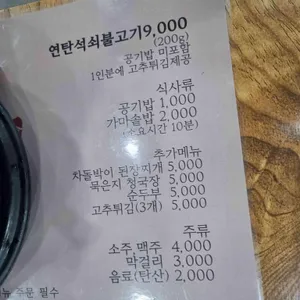 연탄석쇠불고기9,000
(200g)
공기밥 미포함
1인분에 고추튀김제공
식사류
공기밥 1,000
가마솥밥 2,000
(소요시간 10분)
추가메뉴
차돌박이 된장찌개 5,000
묵은지 청국장 5,000
순두부 5,000
고추튀김(3개) 5,000
주류
소주 맥주 4,000
막걸리 3,000
음료(탄산) 2,000
주문 필수